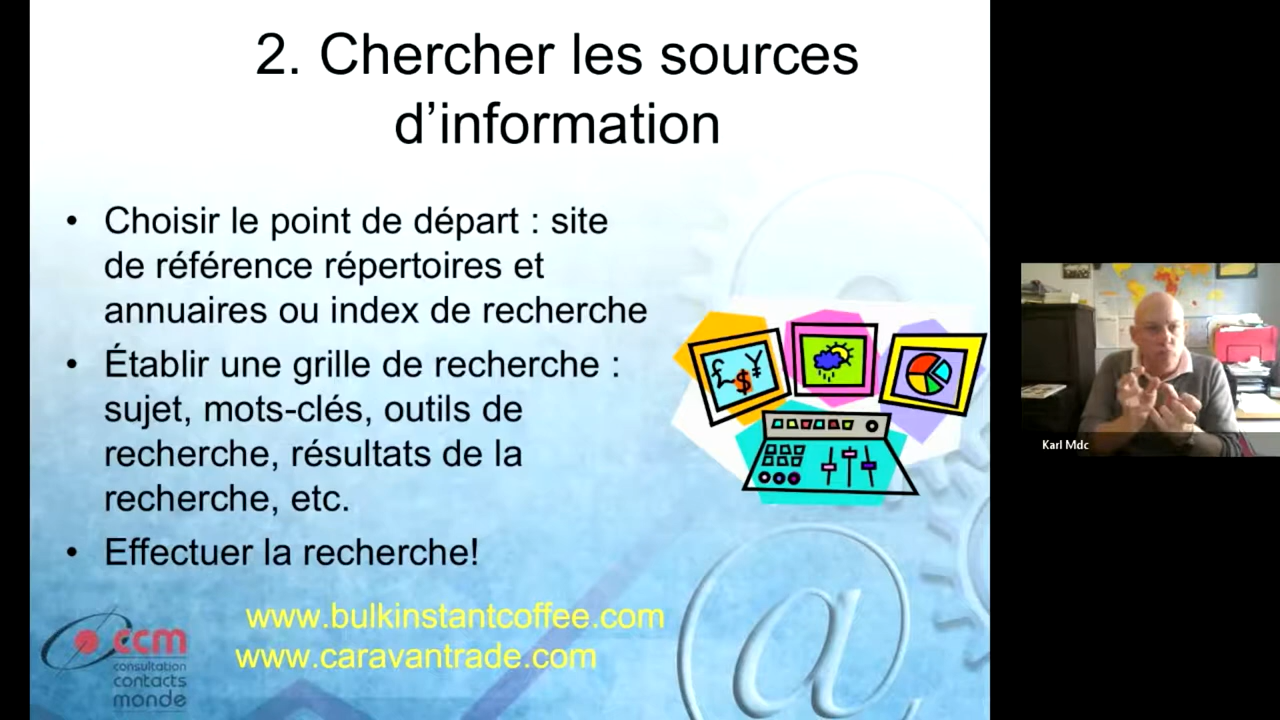 2. Chercher les sources
d’information
• Choisir le point de départ : site
de référence répertoires et
annuaires ou index de recherche
• Établir une grille de recherche :
sujet, mots-clés, outils de
recherche, résultats de la
recherche, etc.
• Effectuer la recherche!
www.bulkinstantcoffee.com
www.caravantrade.com
ccm
consultation
contacts
monde
£ $ ¥
Karl Mdc